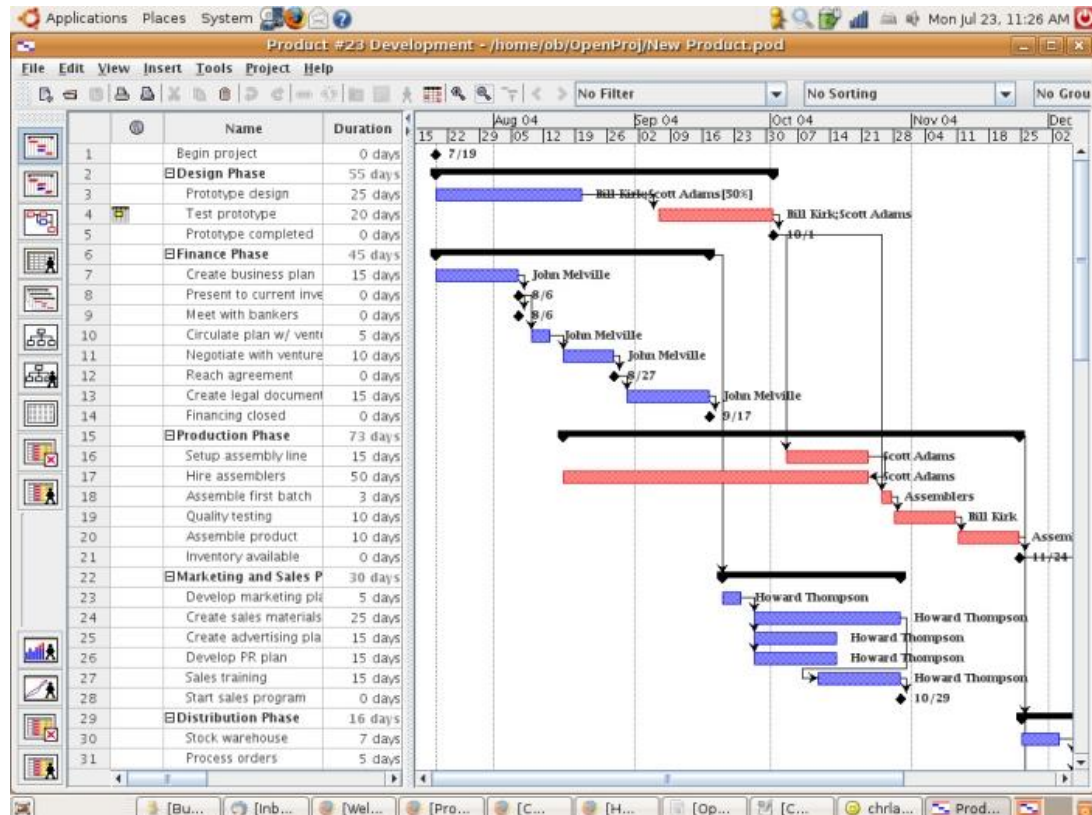 Applications Places System
Mon Jul 23, 11:26 AM
Product #23 Development - /home/ob/OpenProj/New Product.pod
File Edit View Insert Tools Project Help
No Filter No Sorting No Grou
Name Duration
Aug 04 Sep 04 Oct 04 Nov 04 Dec
15 22 29 05 12 19 26 02 09 16 23 30 07 14 21 28 04 11 18 25 02
1 Begin project 0 days 7/19
2 Design Phase 55 days
3 Prototype design 25 days Bill Kirk;Scott Adams[50%]
4 Test prototype 20 days Bill Kirk;Scott Adams
5 Prototype completed 0 days 10/1
6 Finance Phase 45 days
7 Create business plan 15 days John Melville
8 Present to current inve 0 days 8/6
9 Meet with bankers 0 days 8/6
10 Circulate plan w/ vent 5 days John Melville
11 Negotiate with venture 10 days John Melville
12 Reach agreement 0 days 8/27
13 Create legal document 15 days John Melville
14 Financing closed 0 days 9/17
15 Production Phase 73 days
16 Setup assembly line 15 days Scott Adams
17 Hire assemblers 50 days Scott Adams
18 Assemble first batch 3 days Assemblers
19 Quality testing 10 days Bill Kirk
20 Assemble product 10 days Assem
21 Inventory available 0 days 11/24
22 Marketing and Sales P 30 days
23 Develop marketing pla 5 days Howard Thompson
24 Create sales materials 25 days Howard Thompson
25 Create advertising pla 15 days Howard Thompson
26 Develop PR plan 15 days Howard Thompson
27 Sales training 15 days Howard Thompson
28 Start sales program 0 days 10/29
29 Distribution Phase 16 days
30 Stock warehouse 7 days
31 Process orders 5 days
[Bu... [Inb... [Wel... [Pro... [C... [H... [Op... [C... chrla... Prod...